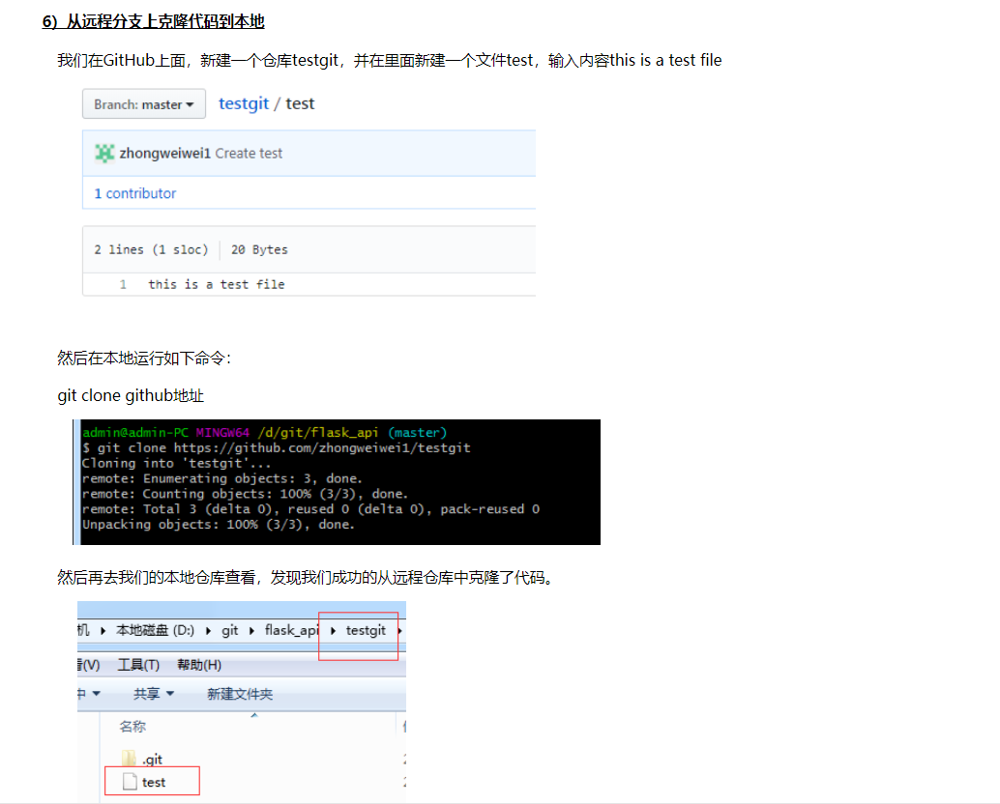 6）从远程分支上克隆代码到本地
我们在GitHub上面，新建一个仓库testgit，并在里面新建一个文件test，输入内容this is a test file
Branch: master testgit / test
zhongweiwei1 Create test
1 contributor
2 lines (1 sloc) 20 Bytes
1 this is a test file
然后在本地运行如下命令：
git clone github地址
admin@admin-PC MINGW64 /d/git/flask_api (master)
$ git clone https://github.com/zhongweiwei1/testgit
Cloning into 'testgit'...
remote: Enumerating objects: 3, done.
remote: Counting objects: 100% (3/3), done.
remote: Total 3 (delta 0), reused 0 (delta 0), pack-reused 0
Unpacking objects: 100% (3/3), done.
然后再去我们的本地仓库查看，发现我们成功的从远程仓库中克隆了代码。
机 本地磁盘 (D:) git flask_api testgit
(V) 工具(T) 帮助(H)
中 共享 新建文件夹
名称
.git
test